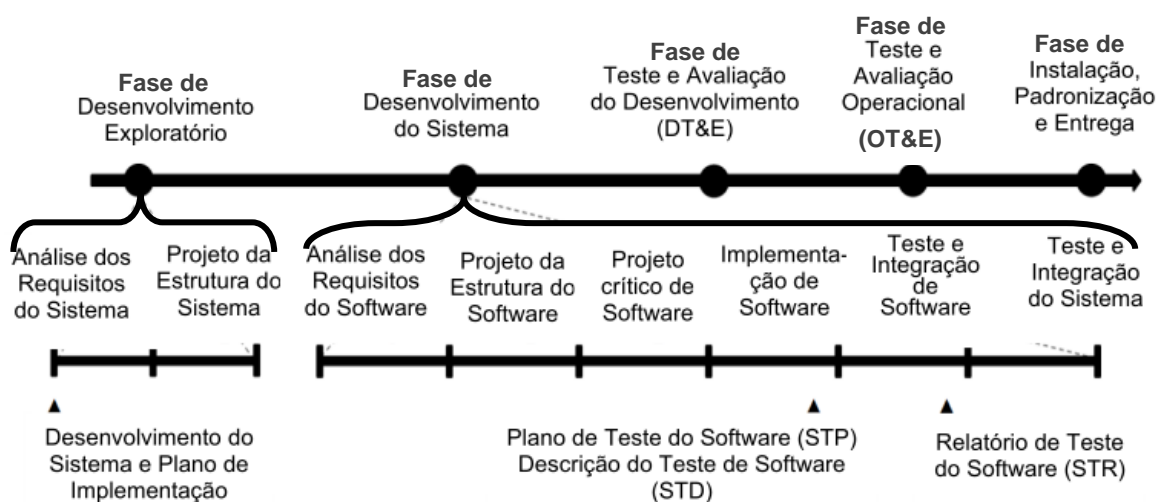 Fase de
Desenvolvimento
Exploratório
Fase de
Desenvolvimento
do Sistema
Fase de
Teste e Avaliação
do Desenvolvimento
(DT&E)
Fase de
Teste e
Avaliação
Operacional
(OT&E)
Fase de
Instalação,
Padronização
e Entrega
Análise dos
Requisitos
do Sistema
Projeto da
Estrutura do
Sistema
Análise dos
Requisitos
do Software
Projeto da
Estrutura do
Software
Projeto
crítico de
Software
Implementa-
ção de
Software
Teste e
Integração
de
Software
Teste e
Integração
do Sistema
Desenvolvimento do
Sistema e Plano de
Implementação
Plano de Teste do Software (STP)
Descrição do Teste de Software
(STD)
Relatório de Teste
do Software (STR)